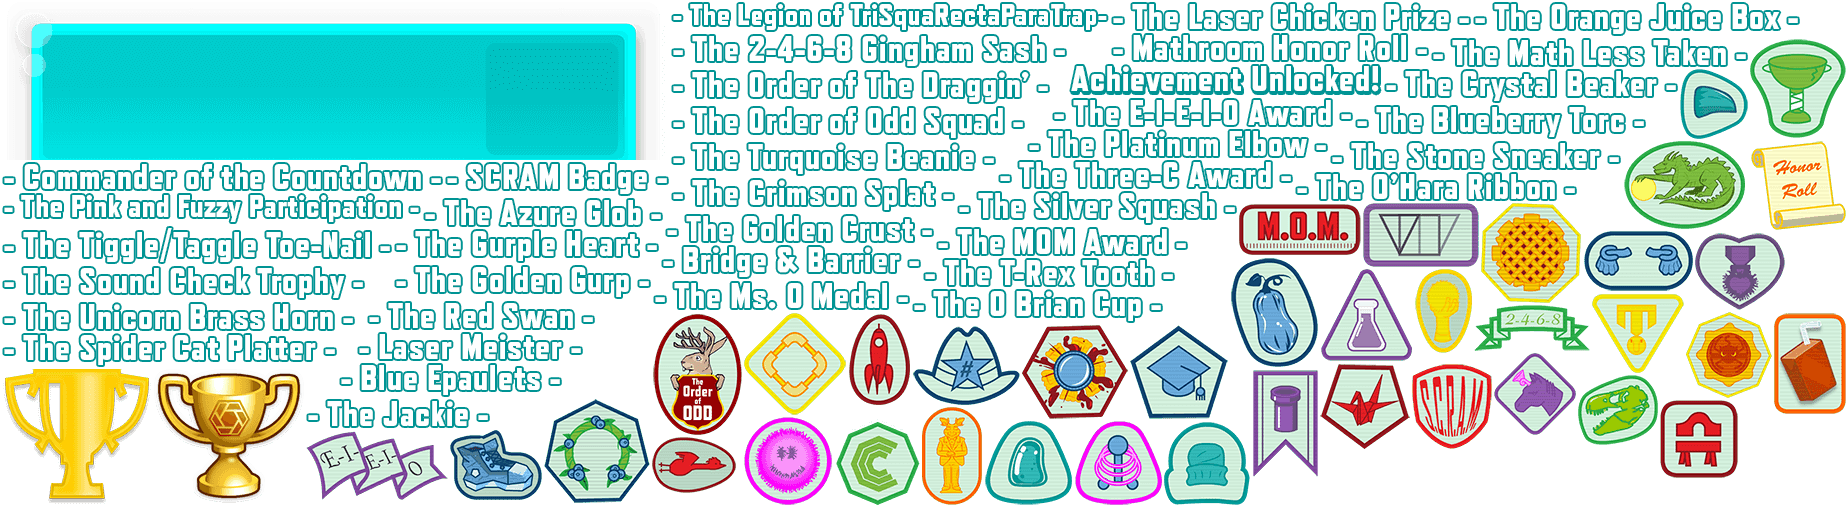 - The Legion of TriSquaRectaParaTrap-
- The Laser Chicken Prize -
- The Orange Juice Box -
- The 2-4-6-8 Gingham Sash -
- Mathroom Honor Roll -
- The Math Less Taken -
- The Order of The Draggin' -
Achievement Unlocked!
- The Crystal Beaker -
- The Order of Odd Squad -
- The E-I-E-I-O Award -
- The Blueberry Torc -
- The Turquoise Beanie -
- The Platinum Elbow -
- The Stone Sneaker -
- Commander of the Countdown -
- SCRAM Badge -
- The Crimson Splat -
- The Three-C Award -
- The O'Hara Ribbon -
- The Pink and Fuzzy Participation -
- The Azure Glob -
- The Golden Crust -
- The Silver Squash -
- The Tiggle/Taggle Toe-Nail -
- The Gurple Heart -
- Bridge & Barrier -
- The MOM Award -
- The Sound Check Trophy -
- The Golden Gurp -
- The Ms. O Medal -
- The T-Rex Tooth -
- The Unicorn Brass Horn -
- The Red Swan -
- The O Brian Cup -
- The Spider Cat Platter -
- Laser Meister -
- Blue Epaulets -
- The Jackie -
Honor
Roll
M.O.M.
2-4-6-8
The
Order
of
ODD
#
S.C.R.A.M.
E-I-
E-I-
O